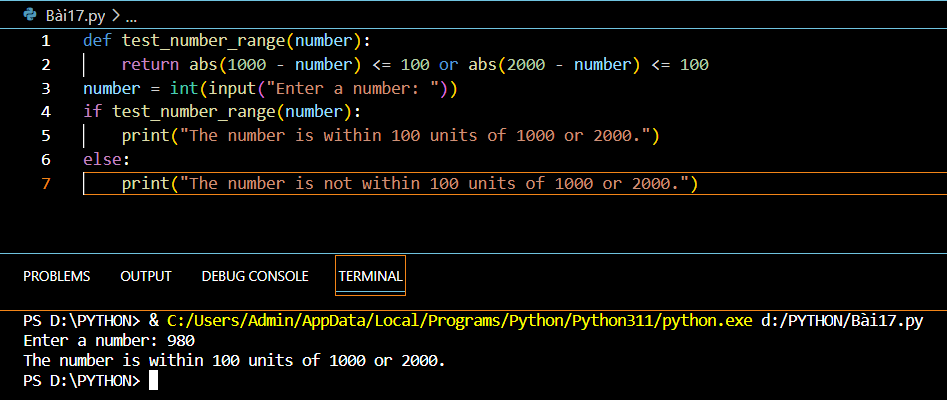 Bài17.py > ...
1 def test_number_range(number):
2 return abs(1000 - number) <= 100 or abs(2000 - number) <= 100
3 number = int(input("Enter a number: "))
4 if test_number_range(number):
5 print("The number is within 100 units of 1000 or 2000.")
6 else:
7 print("The number is not within 100 units of 1000 or 2000.")
PROBLEMS OUTPUT DEBUG CONSOLE TERMINAL
PS D:\PYTHON> & C:/Users/Admin/AppData/Local/Programs/Python/Python311/python.exe d:/PYTHON/Bài17.py
Enter a number: 980
The number is within 100 units of 1000 or 2000.
PS D:\PYTHON>